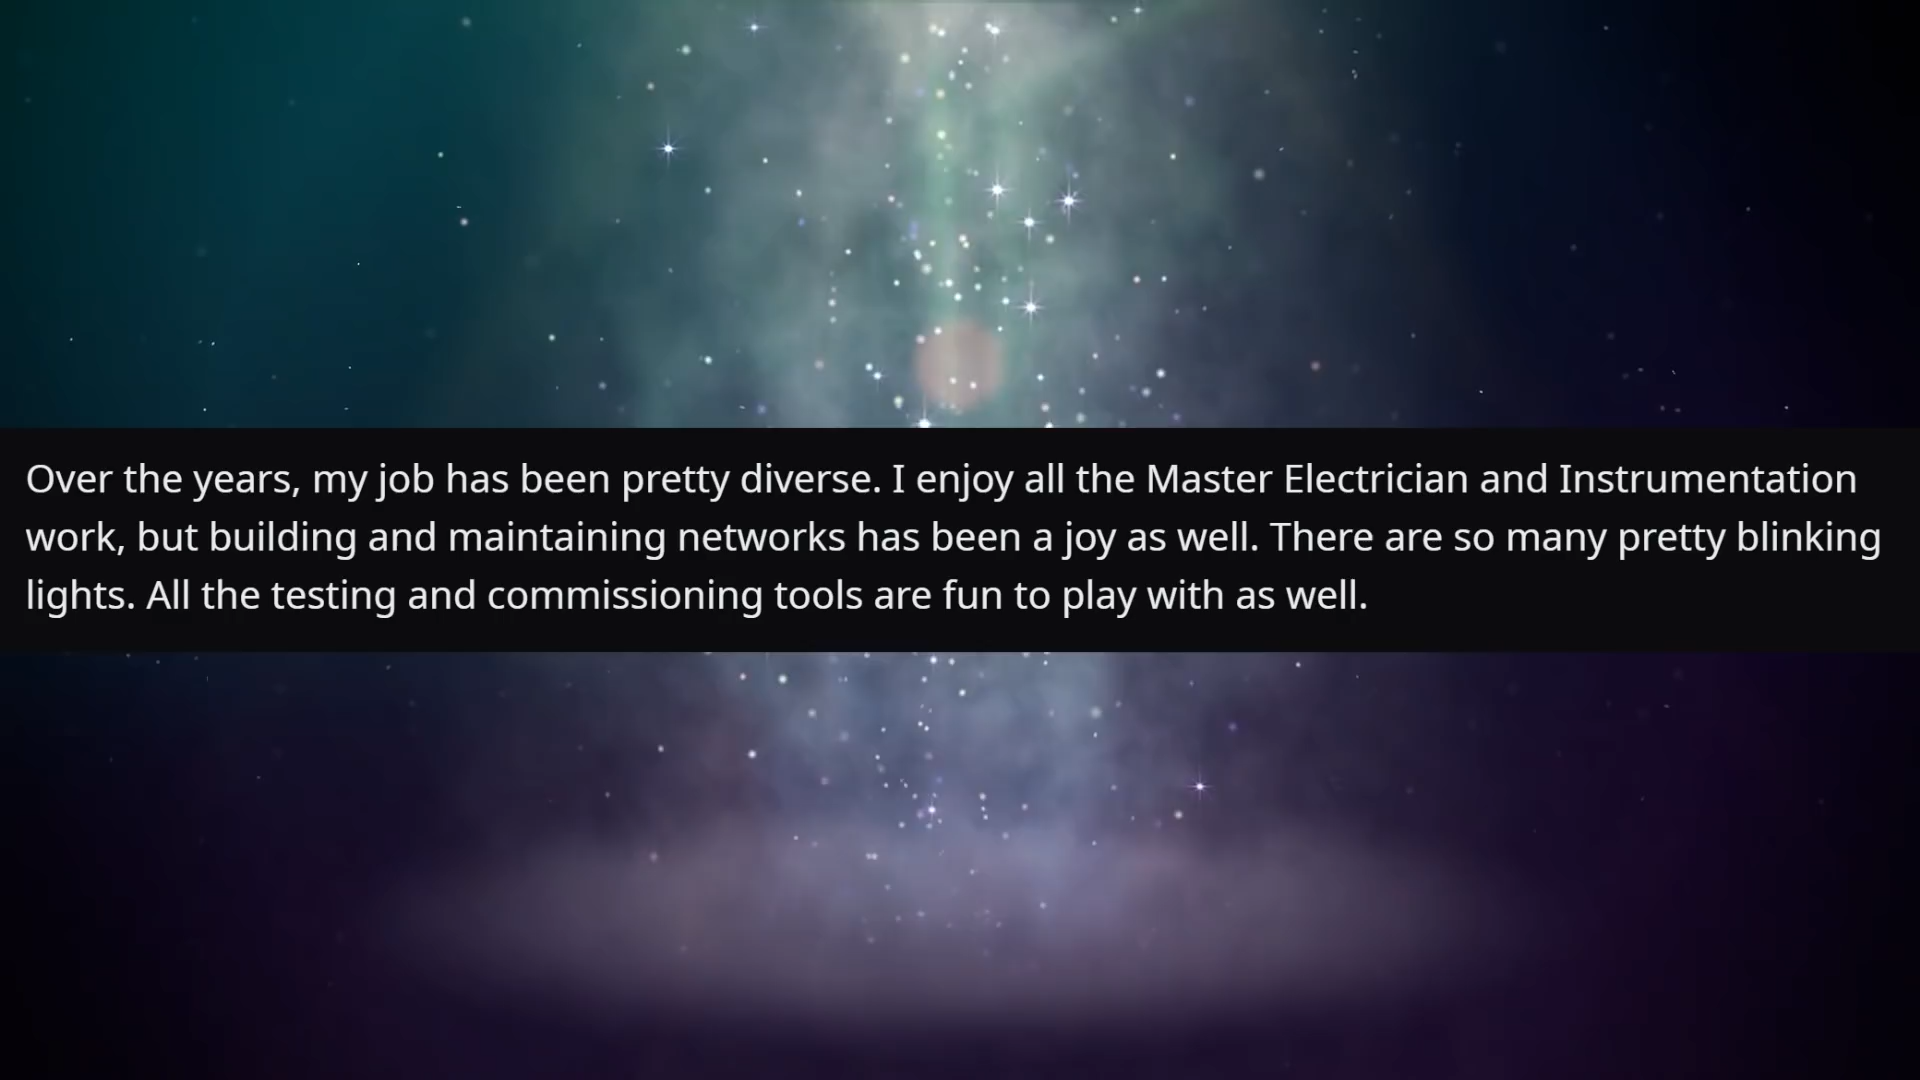 Over the years, my job has been pretty diverse. I enjoy all the Master Electrician and Instrumentation
work, but building and maintaining networks has been a joy as well. There are so many pretty blinking
lights. All the testing and commissioning tools are fun to play with as well.